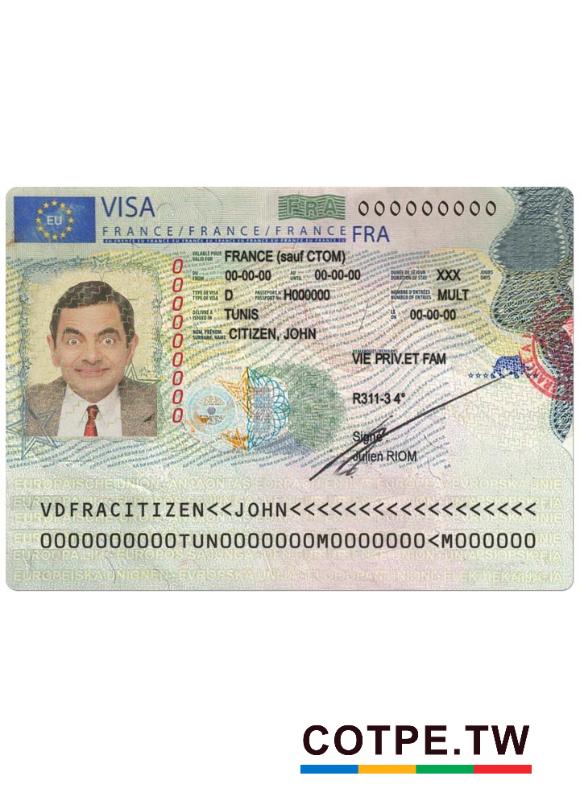 EU
VISA
FRA 000000000
FRANCE/FRANCE/FRANCE FRA
VALABLE POUR
VALID FOR
FRANCE (sauf CTOM)
DU
FROM 00-00-00 AU
UNTIL 00-00-00 DURÉE DE SÉJOUR
DURATION OF STAY XXX JOURS
DAYS
TYPE DE VISA
TYPE OF VISA D PASSEPORT N°
PASSPORT No H000000 NOMBRE D'ENTRÉES
NUMBER OF ENTRIES MULT
DÉLIVRÉ À
ISSUED IN TUNIS LE
ON 00-00-00
NOM, PRÉNOM
SURNAME, NAME CITIZEN, JOHN
000000000
VIE PRIV.ET FAM
R311-3 4°
Signé
Julien RIOM
VDFRACITIZEN<<JOHN<<<<<<<<<<<<<<<<<<
0000000000TUN0000000M0000000<M000000
COTPE.TW